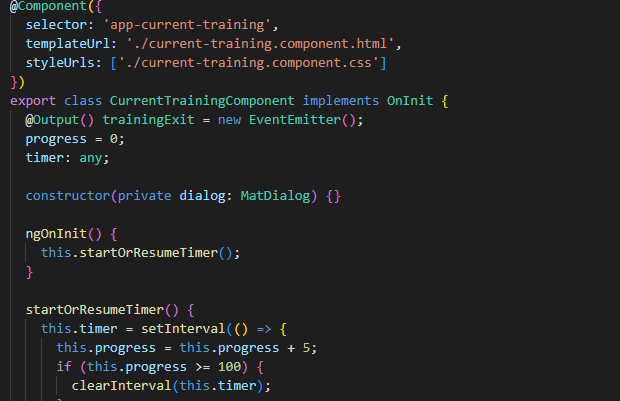 @Component({
  selector: 'app-current-training',
  templateUrl: './current-training.component.html',
  styleUrls: ['./current-training.component.css']
})
export class CurrentTrainingComponent implements OnInit {
  @Output() trainingExit = new EventEmitter();
  progress = 0;
  timer: any;
  constructor(private dialog: MatDialog) {}
  ngOnInit() {
    this.startOrResumeTimer();
  }
  startOrResumeTimer() {
    this.timer = setInterval(() => {
      this.progress = this.progress + 5;
      if (this.progress >= 100) {
        clearInterval(this.timer);
      }